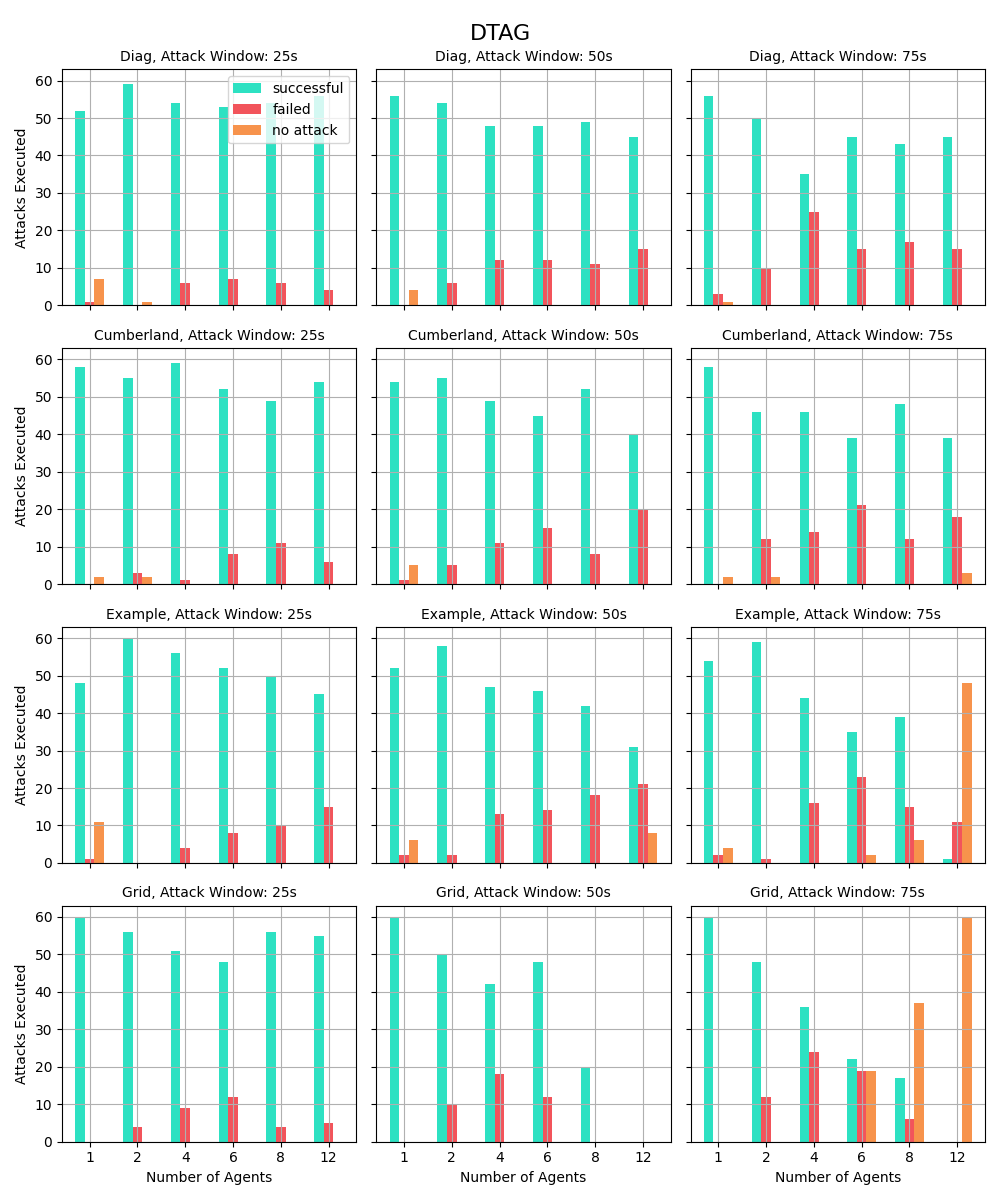 DTAG
Diag, Attack Window: 25s
Diag, Attack Window: 50s
Diag, Attack Window: 75s
successful
failed
no attack
Attacks Executed
60
50
40
30
20
10
0
Cumberland, Attack Window: 25s
Cumberland, Attack Window: 50s
Cumberland, Attack Window: 75s
Attacks Executed
60
50
40
30
20
10
0
Example, Attack Window: 25s
Example, Attack Window: 50s
Example, Attack Window: 75s
Attacks Executed
60
50
40
30
20
10
0
Grid, Attack Window: 25s
Grid, Attack Window: 50s
Grid, Attack Window: 75s
Attacks Executed
60
50
40
30
20
10
0
1 2 4 6 8 12
1 2 4 6 8 12
1 2 4 6 8 12
Number of Agents
Number of Agents
Number of Agents